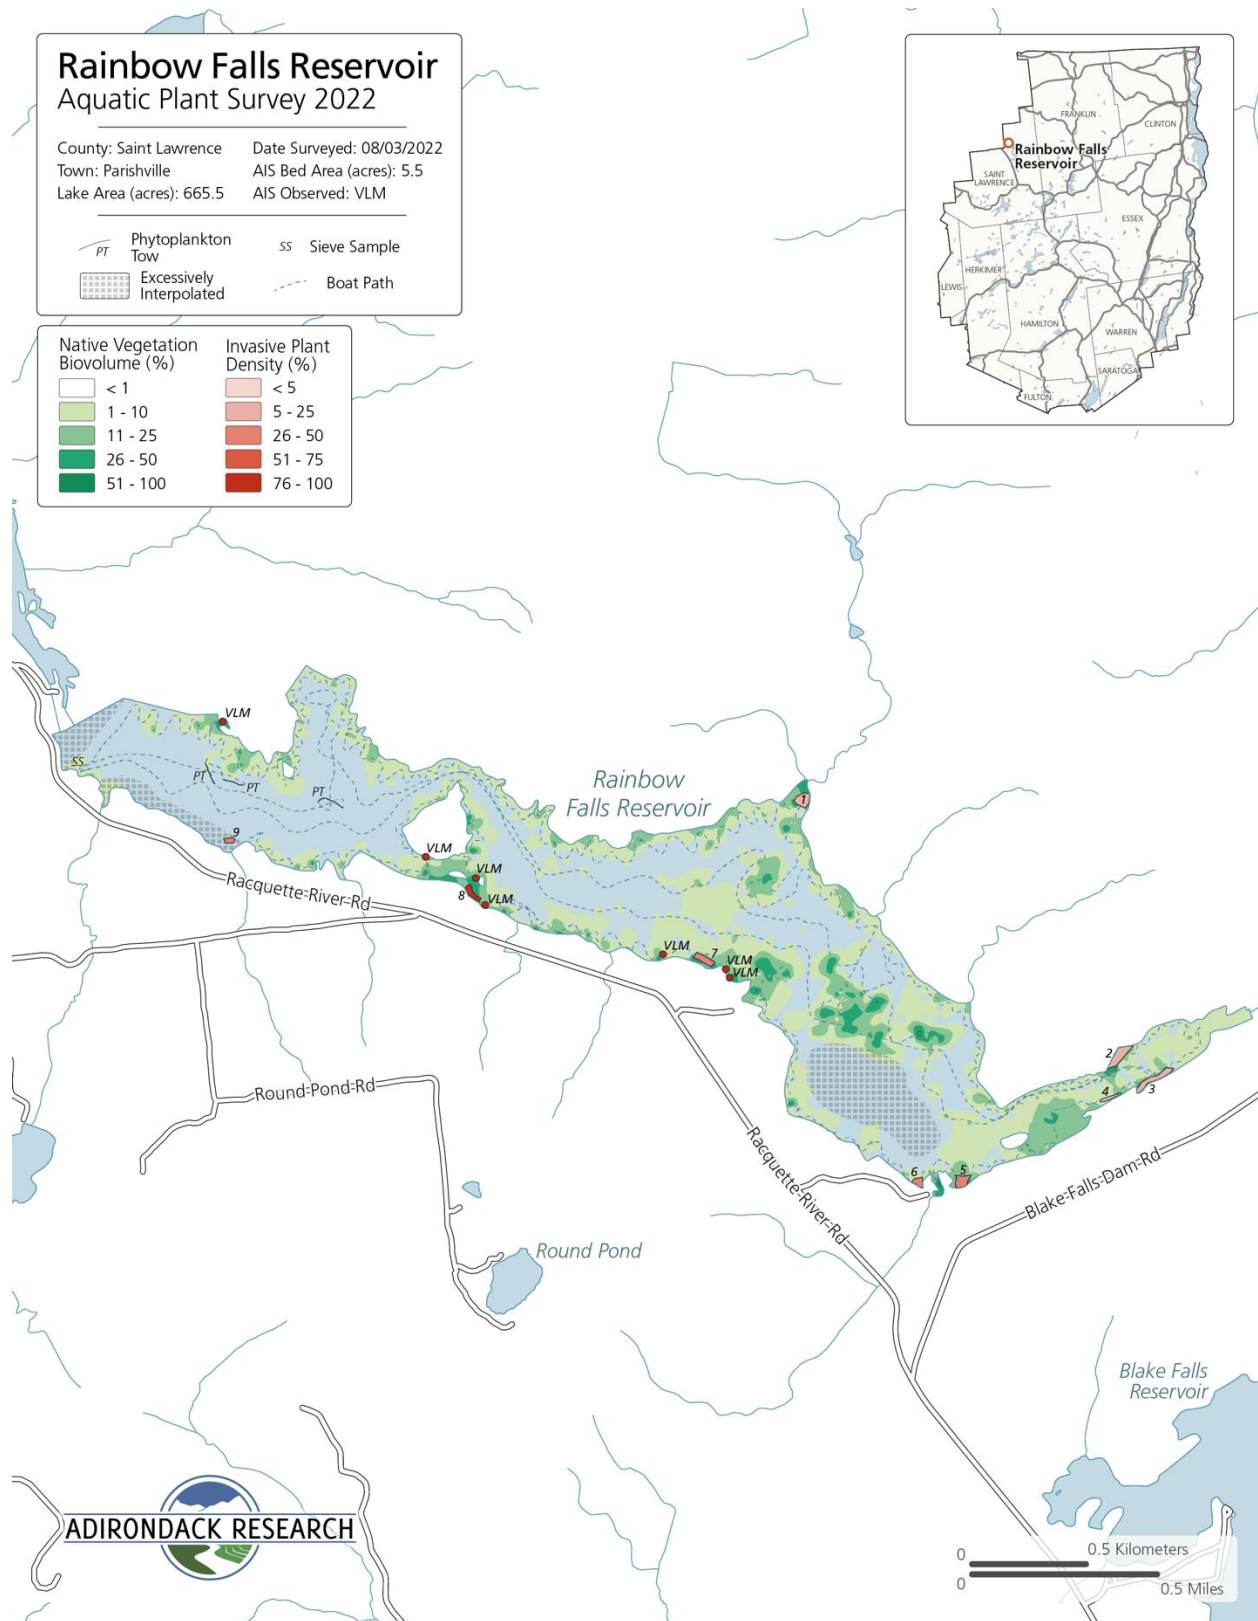 Rainbow Falls Reservoir
Aquatic Plant Survey 2022
County: Saint Lawrence
Date Surveyed: 08/03/2022
Town: Parishville
AIS Bed Area (acres): 5.5
Lake Area (acres): 665.5
AIS Observed: VLM
PT
Phytoplankton
Tow
SS
Sieve Sample
Excessively
Interpolated
Boat Path
Native Vegetation
Biovolume (%)
< 1
1 - 10
11 - 25
26 - 50
51 - 100
Invasive Plant
Density (%)
< 5
5 - 25
26 - 50
51 - 75
76 - 100
FRANKLIN
CLINTON
Rainbow Falls
Reservoir
SAINT
LAWRENCE
ESSEX
HERKIMER
LEWIS
HAMILTON
WARREN
SARATOGA
FULTON
VLM
SS
PT
PT
PT
Rainbow
Falls Reservoir
1
9
VLM
VLM
8
VLM
Racquette-River-Rd
VLM
7
VLM
VLM
2
3
4
Round-Pond-Rd
5
6
Racquette-River-Rd
Blake-Falls-Dam-Rd
Round Pond
Blake Falls
Reservoir
ADIRONDACK RESEARCH
0
0.5 Kilometers
0
0.5 Miles